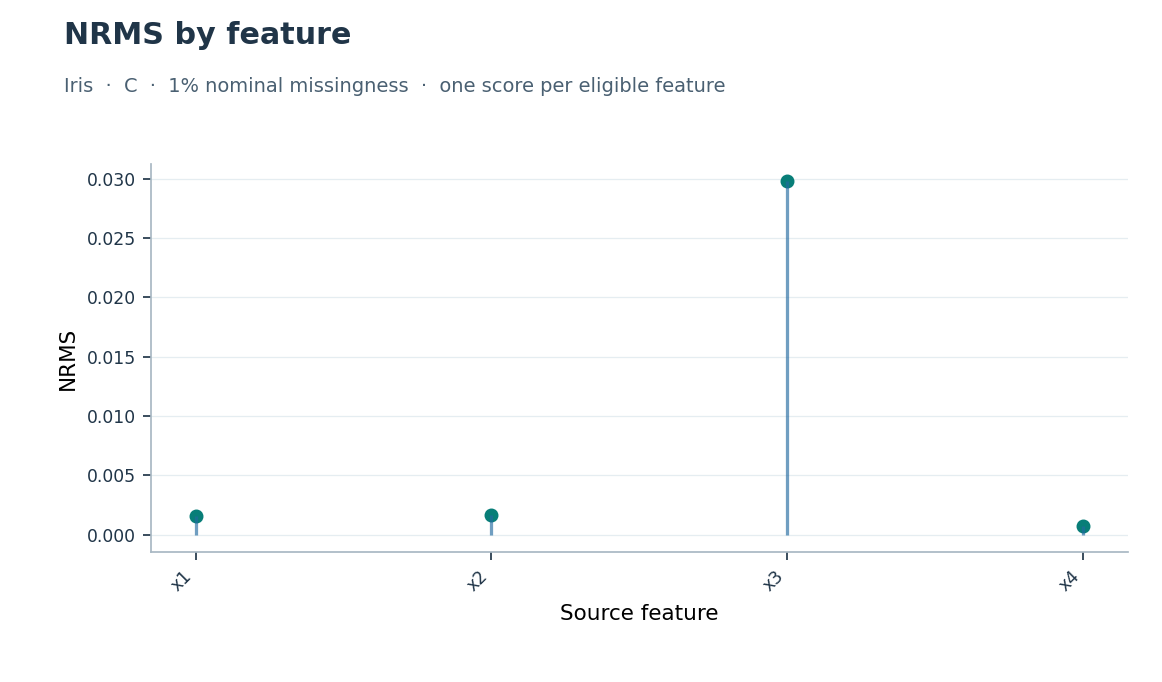 NRMS by feature
Iris · C · 1% nominal missingness · one score per eligible feature
0.030
0.025
0.020
0.015
0.010
0.005
0.000
NRMS
x1
x2
x3
x4
Source feature